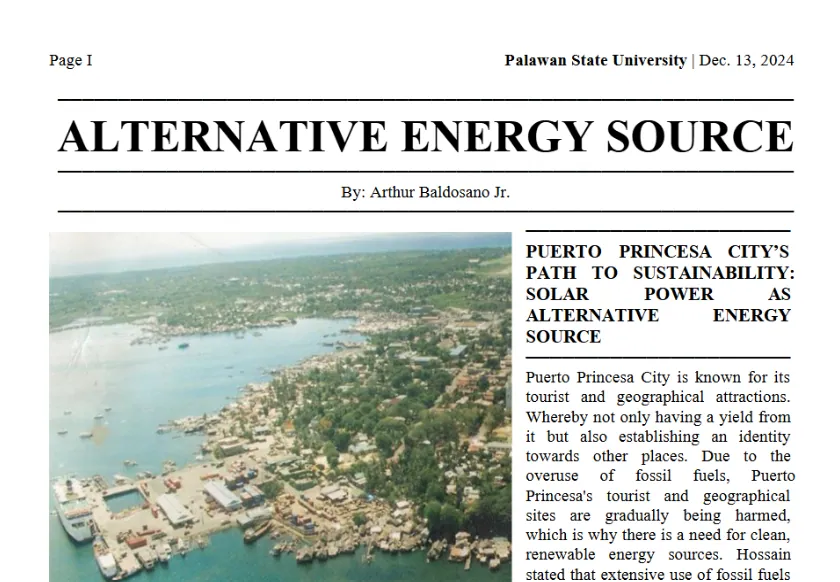 Page I
Palawan State University | Dec. 13, 2024
ALTERNATIVE ENERGY SOURCE
By: Arthur Baldosano Jr.
PUERTO PRINCESA CITY’S
PATH TO SUSTAINABILITY:
SOLAR POWER AS
ALTERNATIVE ENERGY
SOURCE
Puerto Princesa City is known for its
tourist and geographical attractions.
Whereby not only having a yield from
it but also establishing an identity
towards other places. Due to the
overuse of fossil fuels, Puerto
Princesa's tourist and geographical
sites are gradually being harmed,
which is why there is a need for clean,
renewable energy sources. Hossain
stated that extensive use of fossil fuels